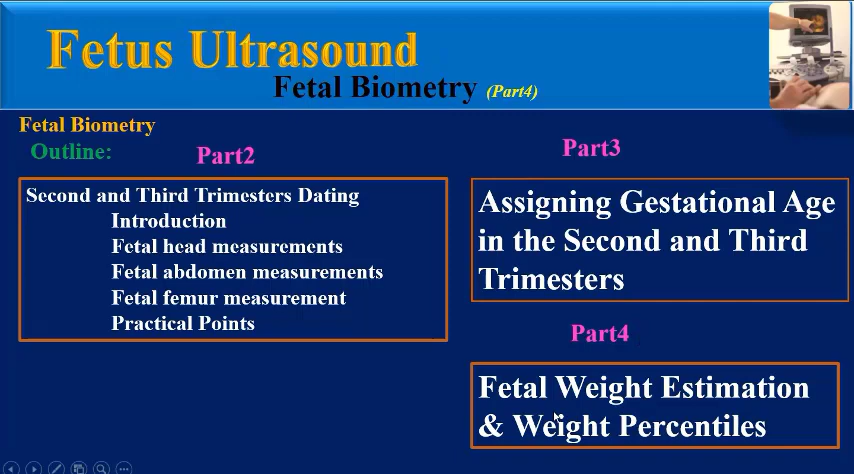 Fetus Ultrasound
Fetal Biometry (Part4)
Fetal Biometry
Outline:
Part2
Second and Third Trimesters Dating
Introduction
Fetal head measurements
Fetal abdomen measurements
Fetal femur measurement
Practical Points
Part3
Assigning Gestational Age
in the Second and Third
Trimesters
Part4
Fetal Weight Estimation
& Weight Percentiles